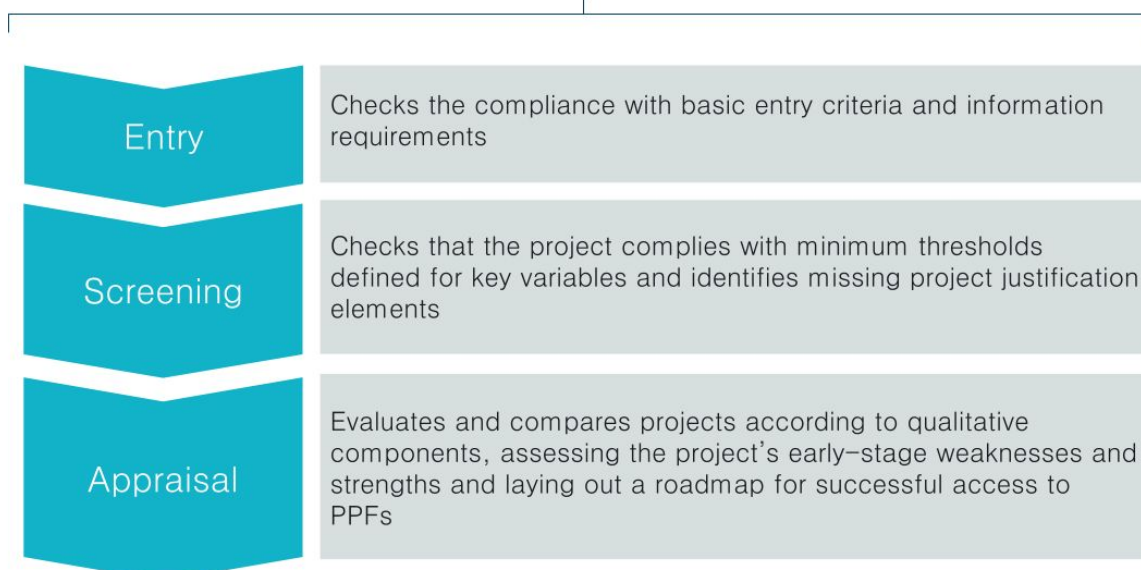 Entry
Checks the compliance with basic entry criteria and information
requirements
Screening
Checks that the project complies with minimum thresholds
defined for key variables and identifies missing project justification
elements
Appraisal
Evaluates and compares projects according to qualitative
components, assessing the project's early-stage weaknesses and
strengths and laying out a roadmap for successful access to
PPFs